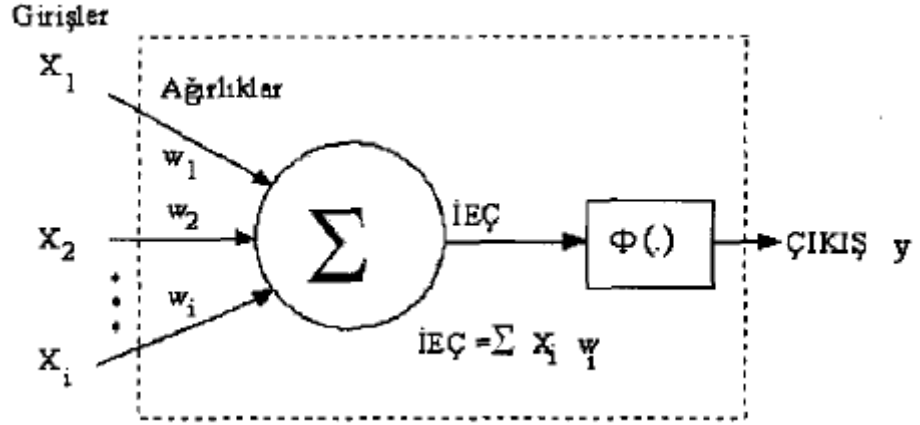 Girişler
X1
Ağırlıklar
w1
X2
w2
Σ
İEÇ
Φ(.)
ÇIKIŞ y
wi
Xi
İEÇ =Σ Xi wi